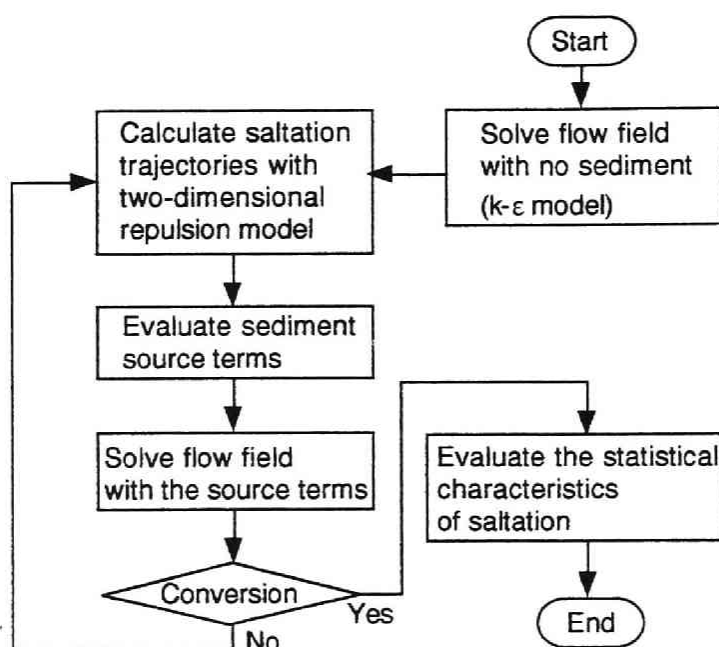 Start
Solve flow field
with no sediment
(k-ε model)
Calculate saltation
trajectories with
two-dimensional
repulsion model
Evaluate sediment
source terms
Solve flow field
with the source terms
Conversion
Yes
No
Evaluate the statistical
characteristics
of saltation
End